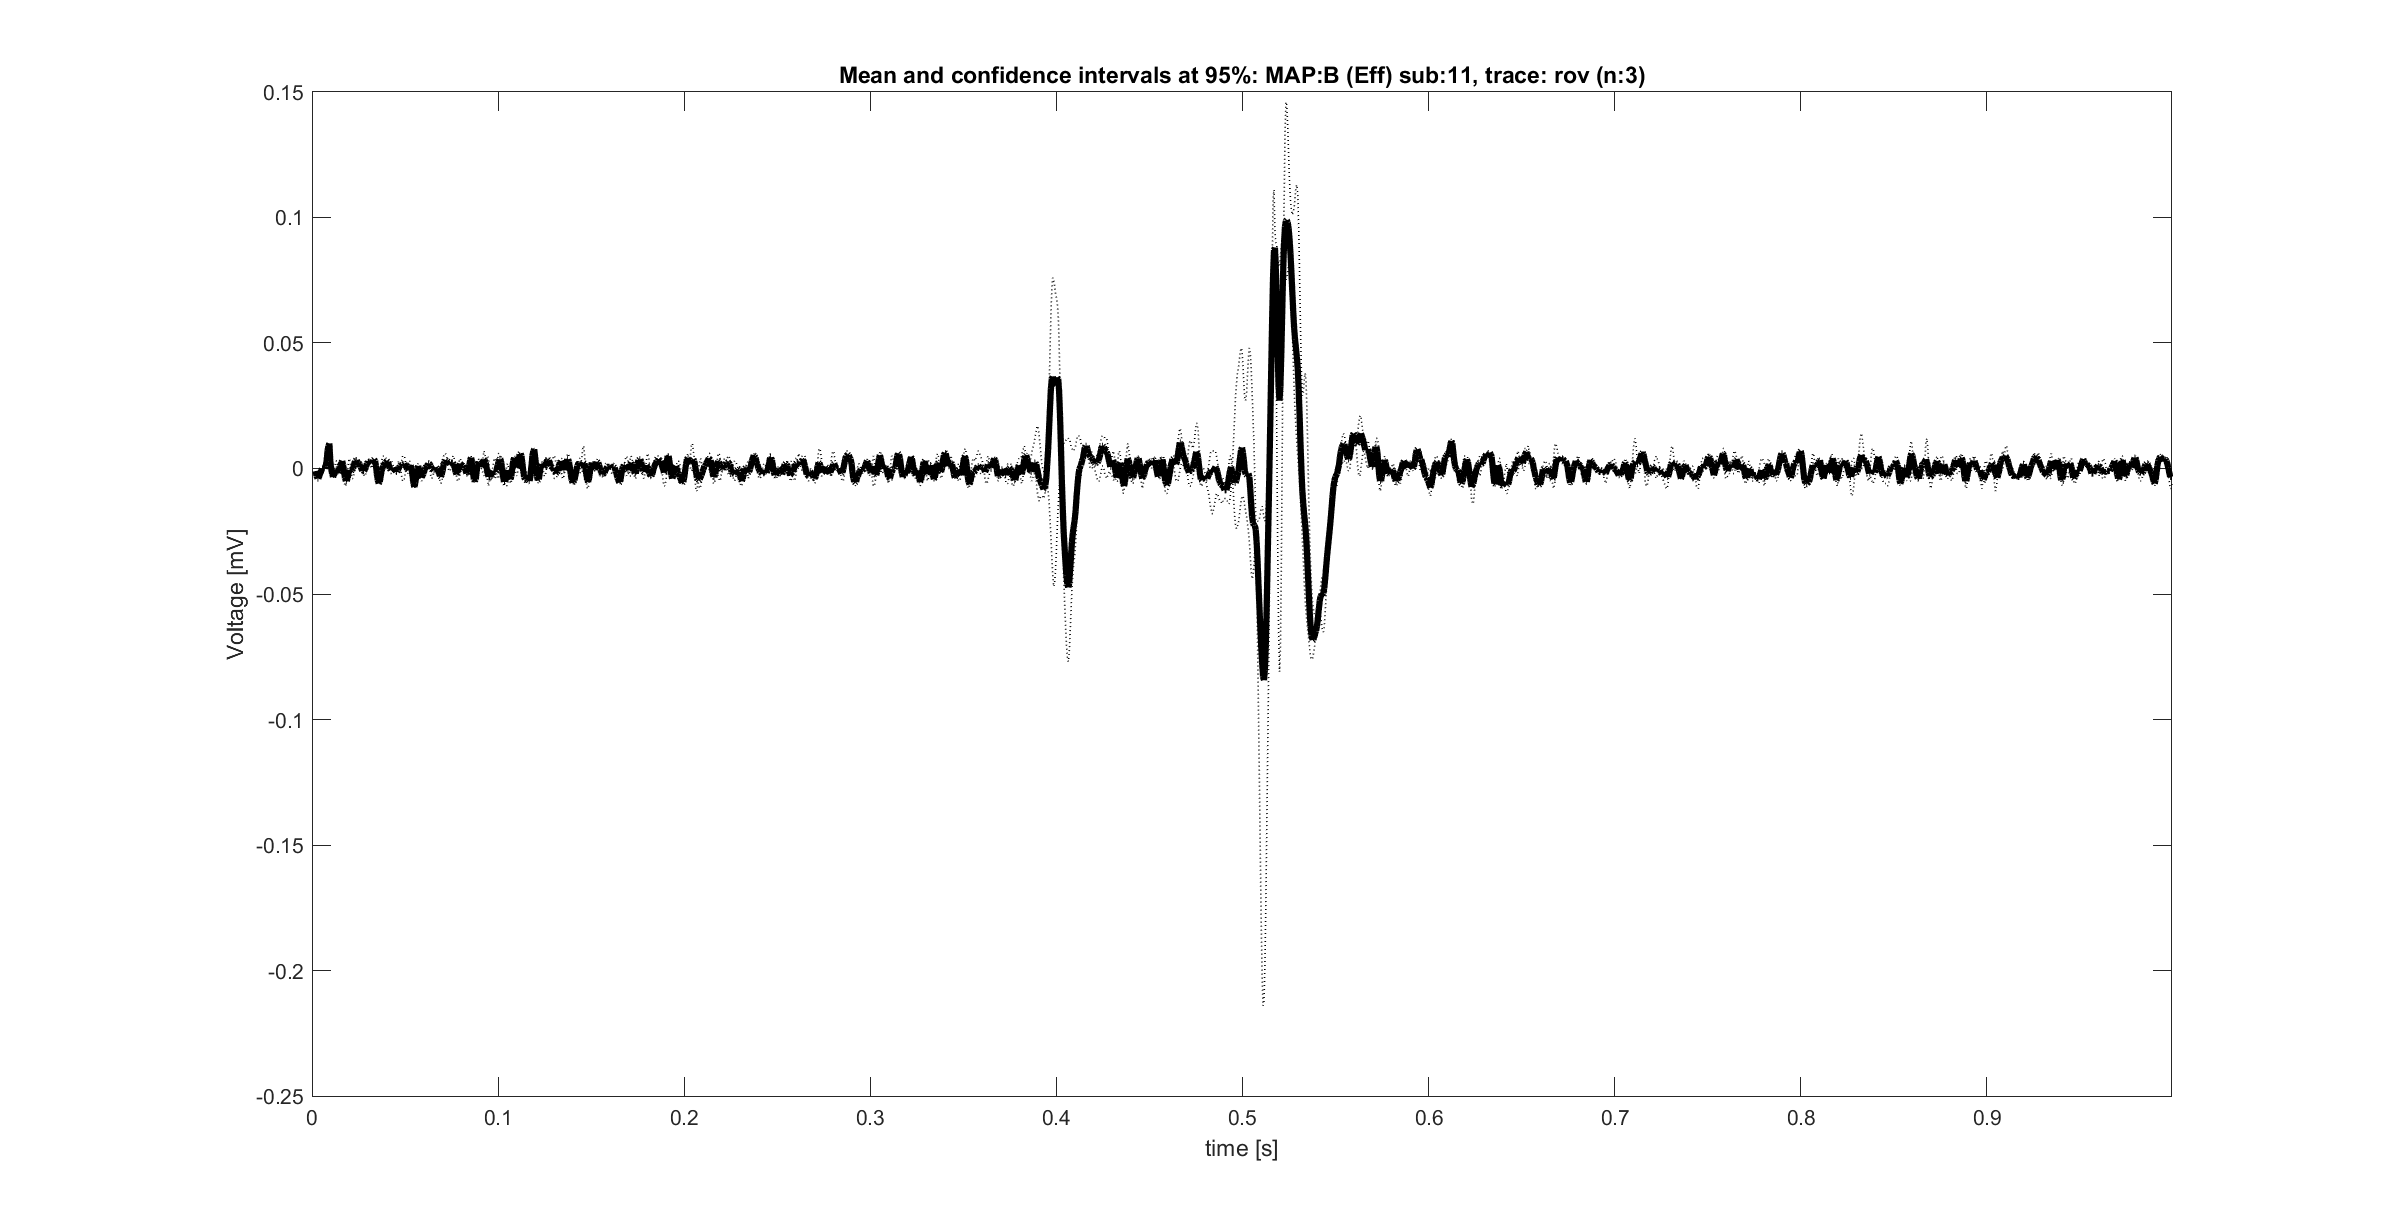 Mean and confidence intervals at 95%: MAP:B (Eff) sub:11, trace: rov (n:3)
0.15
0.1
0.05
0
-0.05
-0.1
-0.15
-0.2
-0.25
Voltage [mV]
0 0.1 0.2 0.3 0.4 0.5 0.6 0.7 0.8 0.9
time [s]